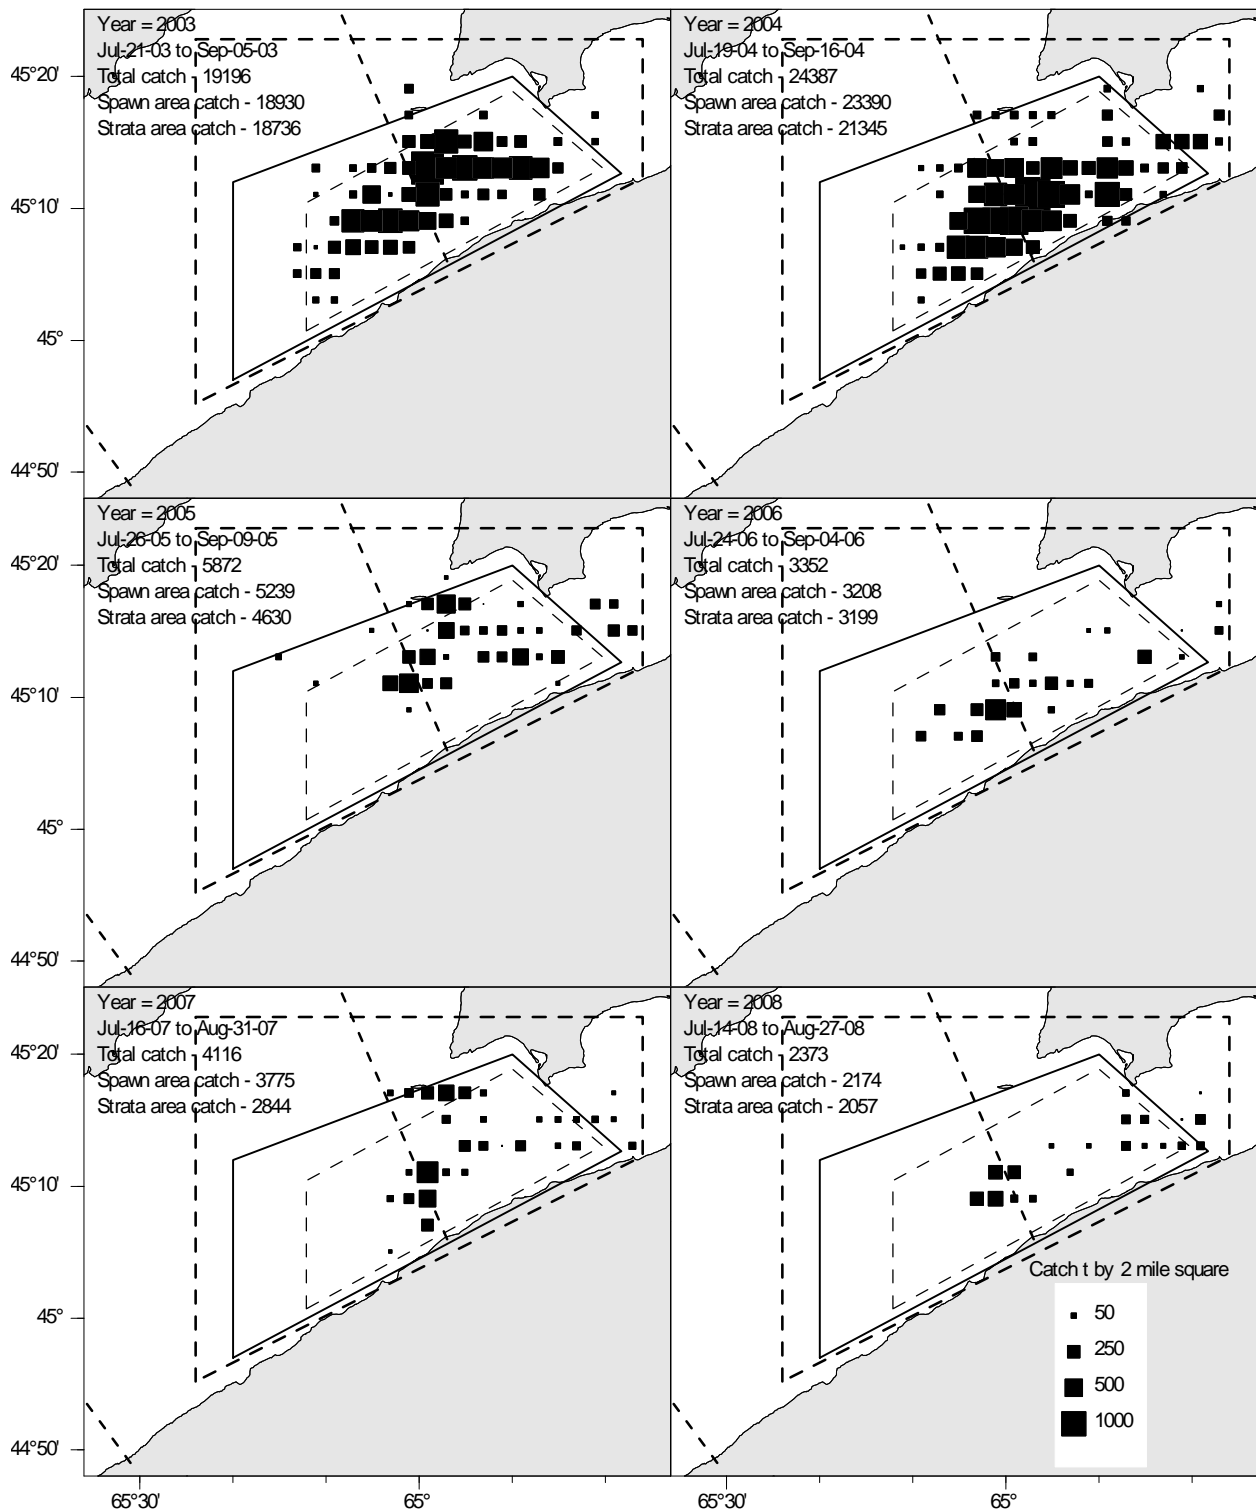 Year = 2003
Jul-21-03 to Sep-05-03
Total catch - 19196
Spawn area catch - 18930
Strata area catch - 18736
Year = 2004
Jul-19-04 to Sep-16-04
Total catch - 24387
Spawn area catch - 23390
Strata area catch - 21345
45°20'
45°10'
45°
44°50'
Year = 2005
Jul-26-05 to Sep-09-05
Total catch - 5872
Spawn area catch - 5239
Strata area catch - 4630
Year = 2006
Jul-24-06 to Sep-04-06
Total catch - 3352
Spawn area catch - 3208
Strata area catch - 3199
45°20'
45°10'
45°
44°50'
Year = 2007
Jul-16-07 to Aug-31-07
Total catch - 4116
Spawn area catch - 3775
Strata area catch - 2844
Year = 2008
Jul-14-08 to Aug-27-08
Total catch - 2373
Spawn area catch - 2174
Strata area catch - 2057
45°20'
45°10'
45°
44°50'
Catch t by 2 mile square
50
250
500
1000
65°30'
65°
65°30'
65°